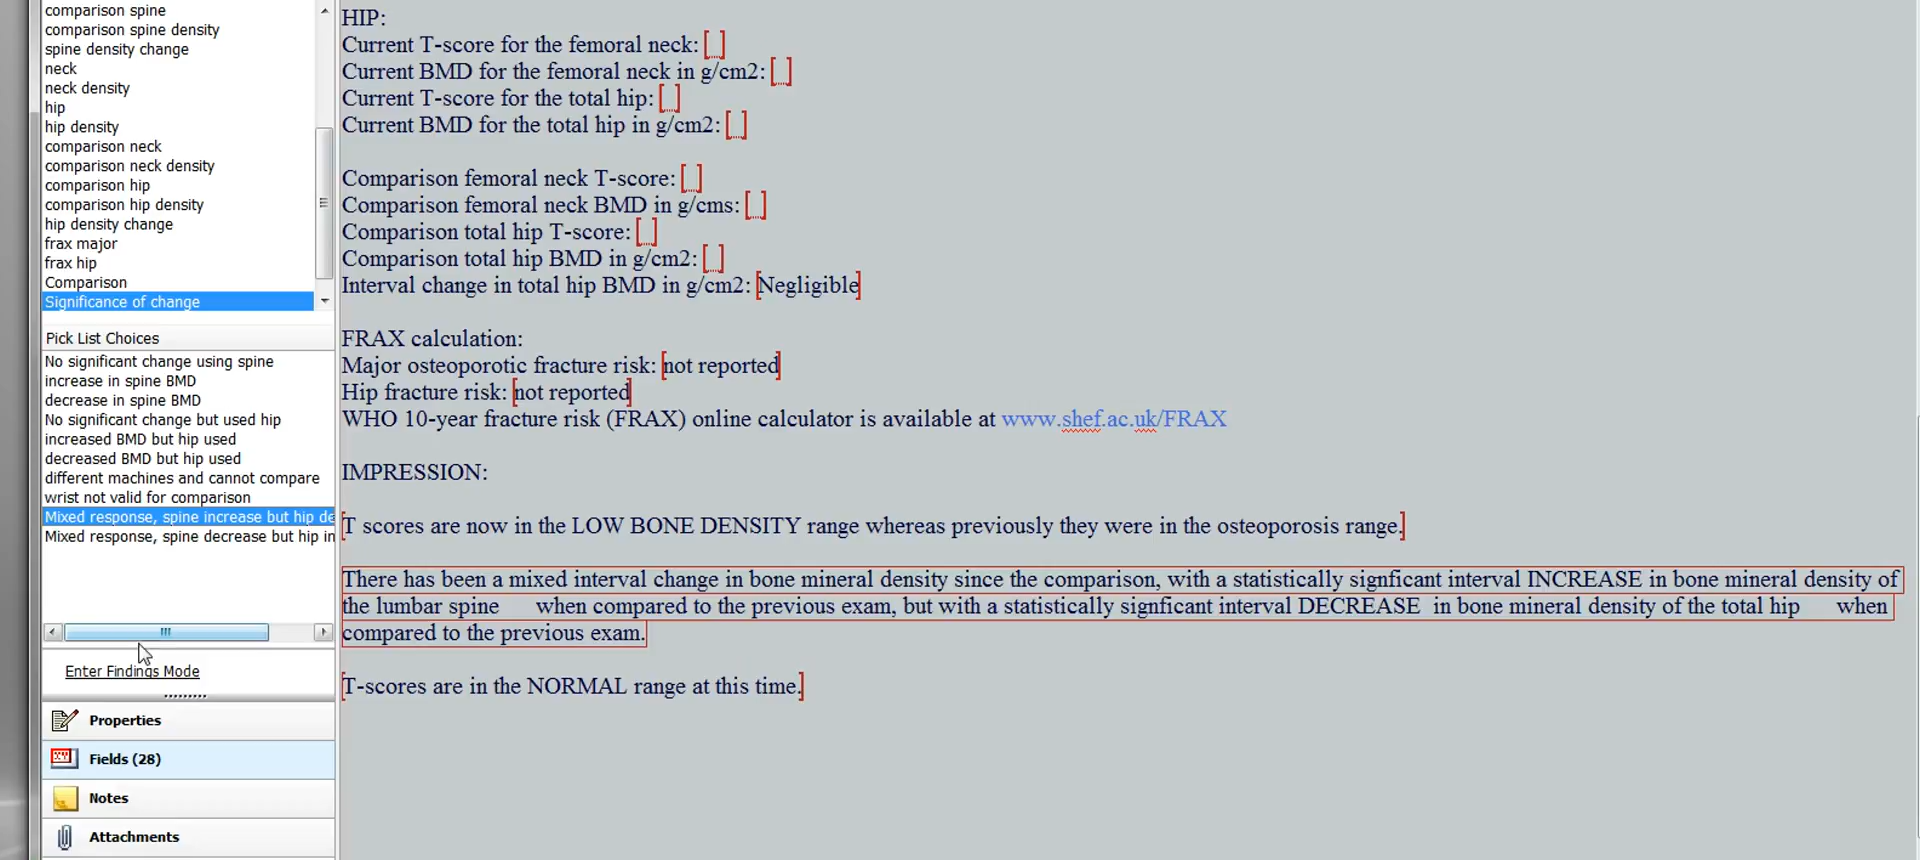 comparison spine
comparison spine density
spine density change
neck
neck density
hip
hip density
comparison neck
comparison neck density
comparison hip
comparison hip density
hip density change
frax major
frax hip
Comparison
Significance of change
Pick List Choices
No significant change using spine
increase in spine BMD
decrease in spine BMD
No significant change but used hip
increased BMD but hip used
decreased BMD but hip used
different machines and cannot compare
wrist not valid for comparison
Mixed response, spine increase but hip de
Mixed response, spine decrease but hip in
Enter Findings Mode
Properties
Fields (28)
Notes
Attachments
HIP:
Current T-score for the femoral neck: [ ]
Current BMD for the femoral neck in g/cm2: [ ]
Current T-score for the total hip: [ ]
Current BMD for the total hip in g/cm2: [ ]
Comparison femoral neck T-score: [ ]
Comparison femoral neck BMD in g/cms: [ ]
Comparison total hip T-score: [ ]
Comparison total hip BMD in g/cm2: [ ]
Interval change in total hip BMD in g/cm2: [Negligible]
FRAX calculation:
Major osteoporotic fracture risk: [not reported]
Hip fracture risk: [not reported]
WHO 10-year fracture risk (FRAX) online calculator is available at www.shef.ac.uk/FRAX
IMPRESSION:
[T scores are now in the LOW BONE DENSITY range whereas previously they were in the osteoporosis range.]
There has been a mixed interval change in bone mineral density since the comparison, with a statistically signficant interval INCREASE in bone mineral density of
the lumbar spine when compared to the previous exam, but with a statistically signficant interval DECREASE in bone mineral density of the total hip when
compared to the previous exam.
[T-scores are in the NORMAL range at this time.]